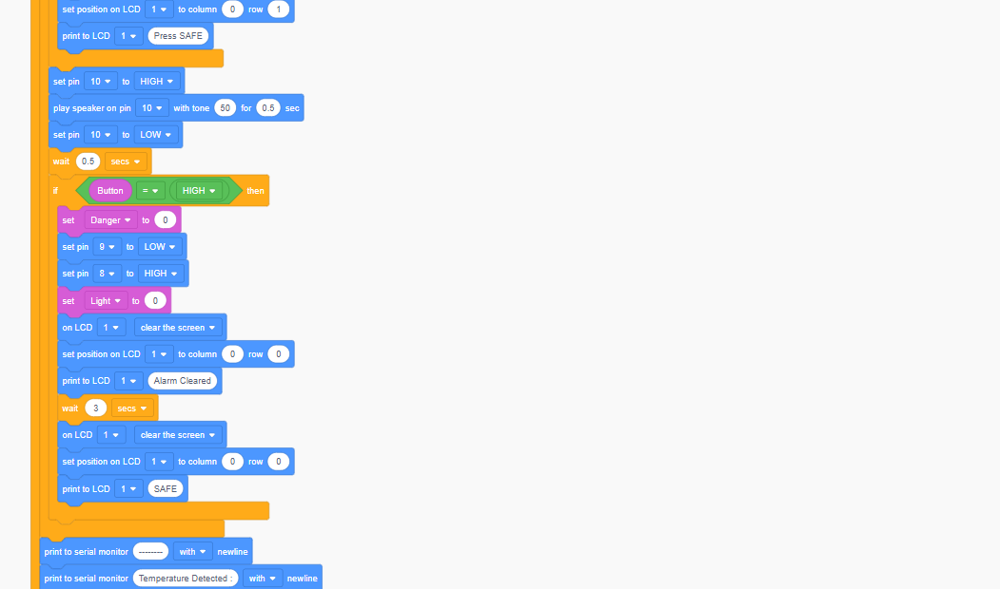 set position on LCD 1 to column 0 row 1
print to LCD 1 Press SAFE
set pin 10 to HIGH
play speaker on pin 10 with tone 50 for 0.5 sec
set pin 10 to LOW
wait 0.5 secs
if Button = HIGH then
set Danger to 0
set pin 9 to LOW
set pin 8 to HIGH
set Light to 0
on LCD 1 clear the screen
set position on LCD 1 to column 0 row 0
print to LCD 1 Alarm Cleared
wait 3 secs
on LCD 1 clear the screen
set position on LCD 1 to column 0 row 0
print to LCD 1 SAFE
print to serial monitor -------- with newline
print to serial monitor Temperature Detected : with newline